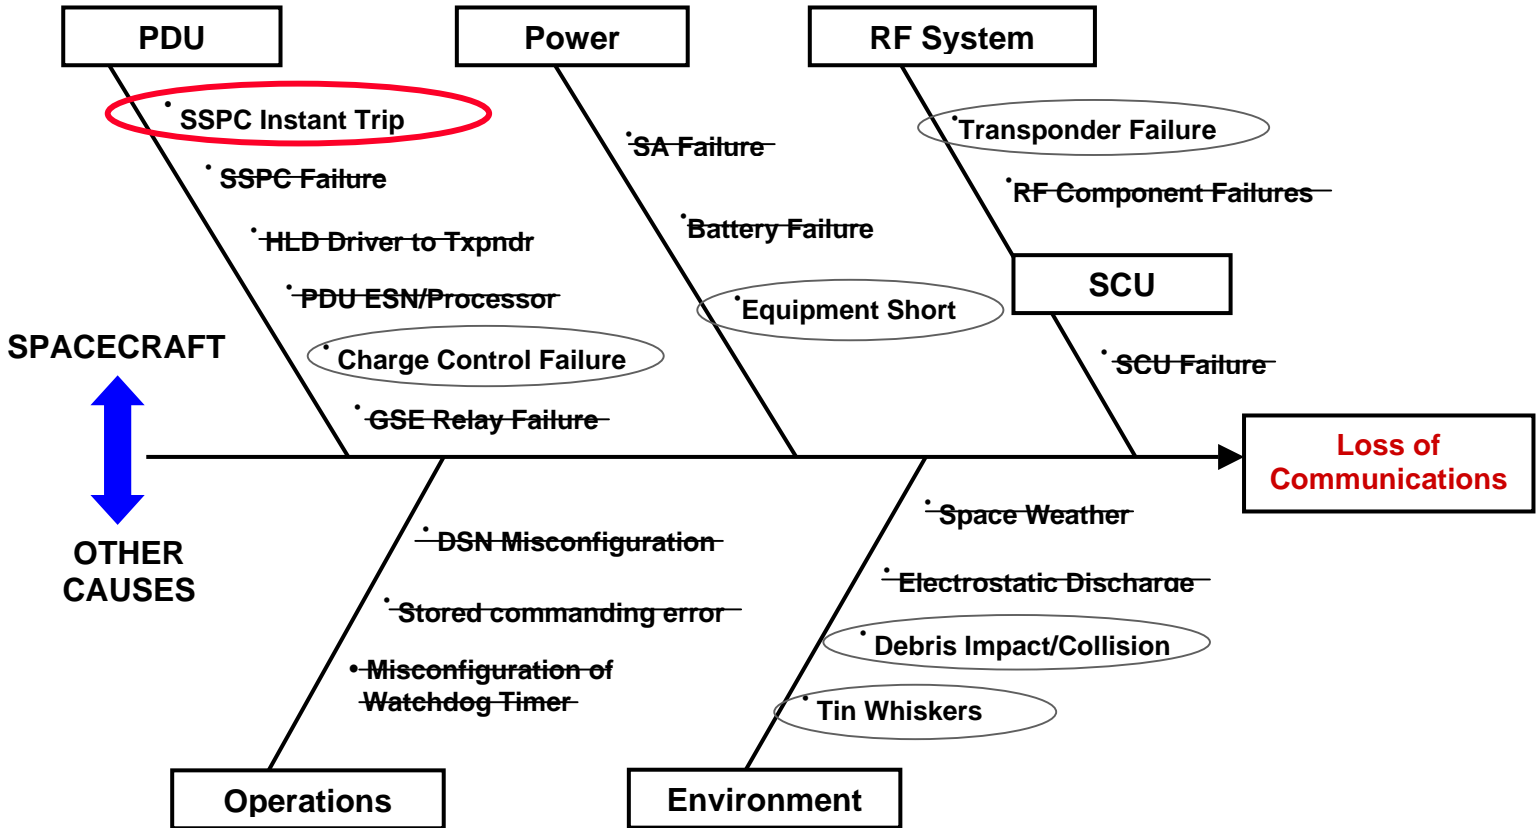 PDU
Power
RF System
• SSPC Instant Trip
• SSPC Failure
• HLD Driver to Txpndr
• PDU ESN/Processor
• Charge Control Failure
• GSE Relay Failure
• SA Failure
• Battery Failure
• Equipment Short
• Transponder Failure
• RF Component Failures
SCU
• SCU Failure
SPACECRAFT
OTHER
CAUSES
Loss of
Communications
• DSN Misconfiguration
• Stored commanding error
• Misconfiguration of
Watchdog Timer
• Space Weather
• Electrostatic Discharge
• Debris Impact/Collision
• Tin Whiskers
Operations
Environment